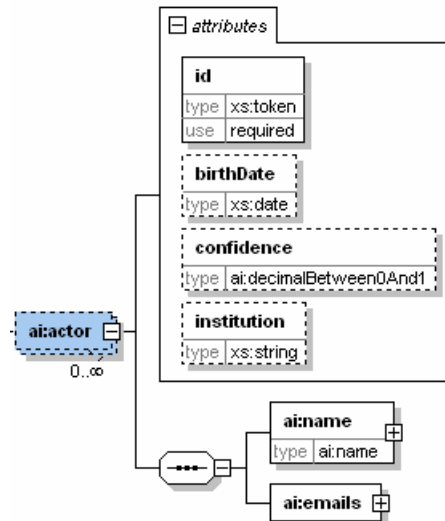 attributes
id
type xs:token
use required
birthDate
type xs:date
confidence
type ai:decimalBetween0And1
institution
type xs:string
ai:actor
0..∞
ai:name
type ai:name
ai:emails